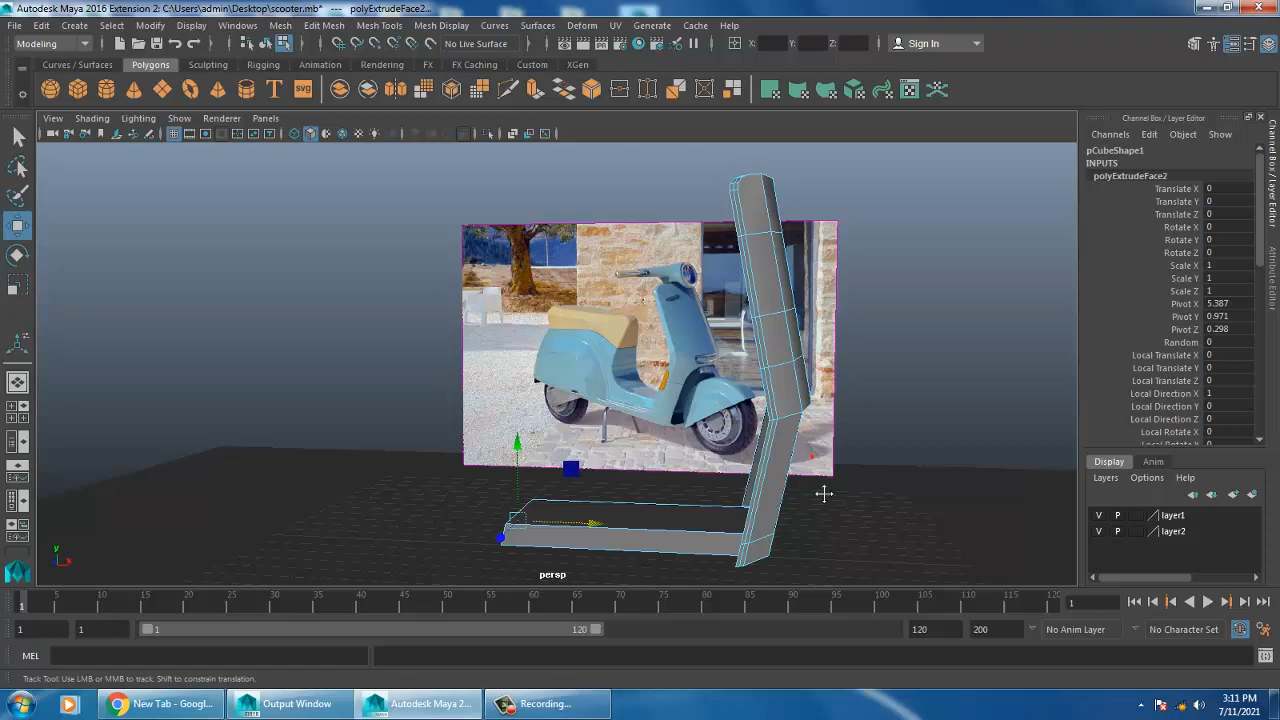 Autodesk Maya 2016 Extension 2: C:\Users\admin\Desktop\scooter.mb* --- polyExtrudeFace2...
File Edit Create Select Modify Display Windows Mesh Edit Mesh Mesh Tools Mesh Display Curves Surfaces Deform UV Generate Cache Help
Modeling No Live Surface X: Y: Z: Sign In
Curves / Surfaces Polygons Sculpting Rigging Animation Rendering FX FX Caching Custom XGen
T svg
View Shading Lighting Show Renderer Panels
Channel Box / Layer Editor
Channels Edit Object Show
pCubeShape1
INPUTS
polyExtrudeFace2
Translate X 0
Translate Y 0
Translate Z 0
Rotate X 0
Rotate Y 0
Rotate Z 0
Scale X 1
Scale Y 1
Scale Z 1
Pivot X 5.387
Pivot Y 0.971
Pivot Z 0.298
Random 0
Local Translate X 0
Local Translate Y 0
Local Translate Z 0
Local Direction X 1
Local Direction Y 0
Local Direction Z 0
Local Rotate X 0
Channel Box / Layer Editor
Attribute Editor
Display Anim
Layers Options Help
V P layer1
V P layer2
y
x
persp
1 5 10 15 20 25 30 35 40 45 50 55 60 65 70 75 80 85 90 95 100 105 110 115 120 1
1 1 1 120 120 200 No Anim Layer No Character Set
MEL
Track Tool: Use LMB or MMB to track. Shift to constrain translation.
New Tab - Googl... Output Window Autodesk Maya 2... Recording... 3:11 PM
7/11/2021